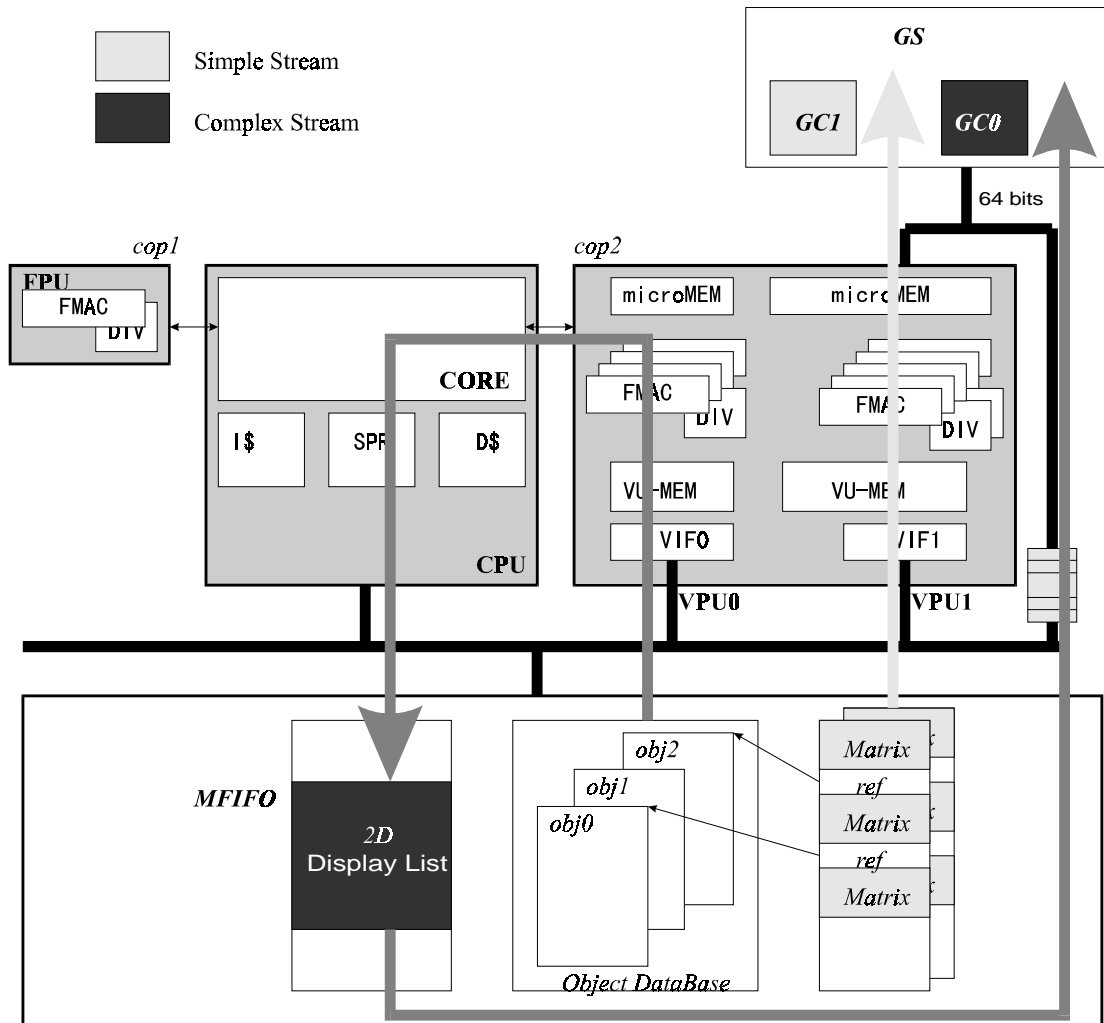 Simple Stream
Complex Stream
GS
GC1
GC0
64 bits
cop1
cop2
FPU
FMAC
DIV
CORE
I$
SPR
D$
CPU
microMEM
microMEM
FMAC
DIV
FMAC
DIV
VU-MEM
VU-MEM
VIF0
VIF1
VPU0
VPU1
MFIFO
2D
Display List
obj2
obj1
obj0
Object DataBase
Matrix
ref
Matrix
ref
Matrix